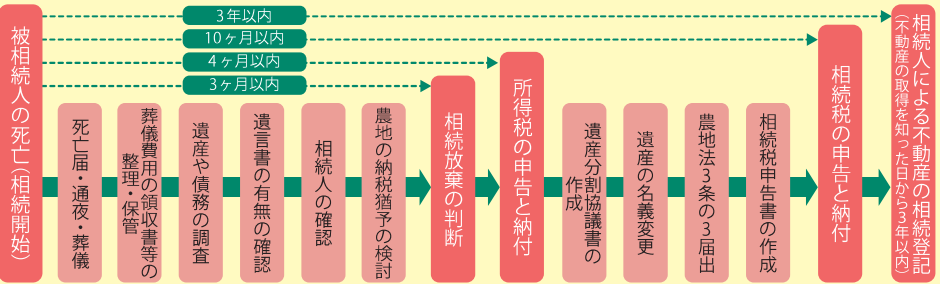 3年以内
10ヶ月以内
4ヶ月以内
3ヶ月以内
被相続人の死亡(相続開始)
死亡届・通夜・葬儀
葬儀費用の領収書等の
整理・保管
遺産や債務の調査
遺言書の有無の確認
相続人の確認
農地の納税猶予の検討
相続放棄の判断
所得税の申告と納付
遺産分割協議書の
作成
遺産の名義変更
農地法3条の3届出
相続税申告書の作成
相続税の申告と納付
相続人による不動産の相続登記
(不動産の取得を知った日から3年以内)